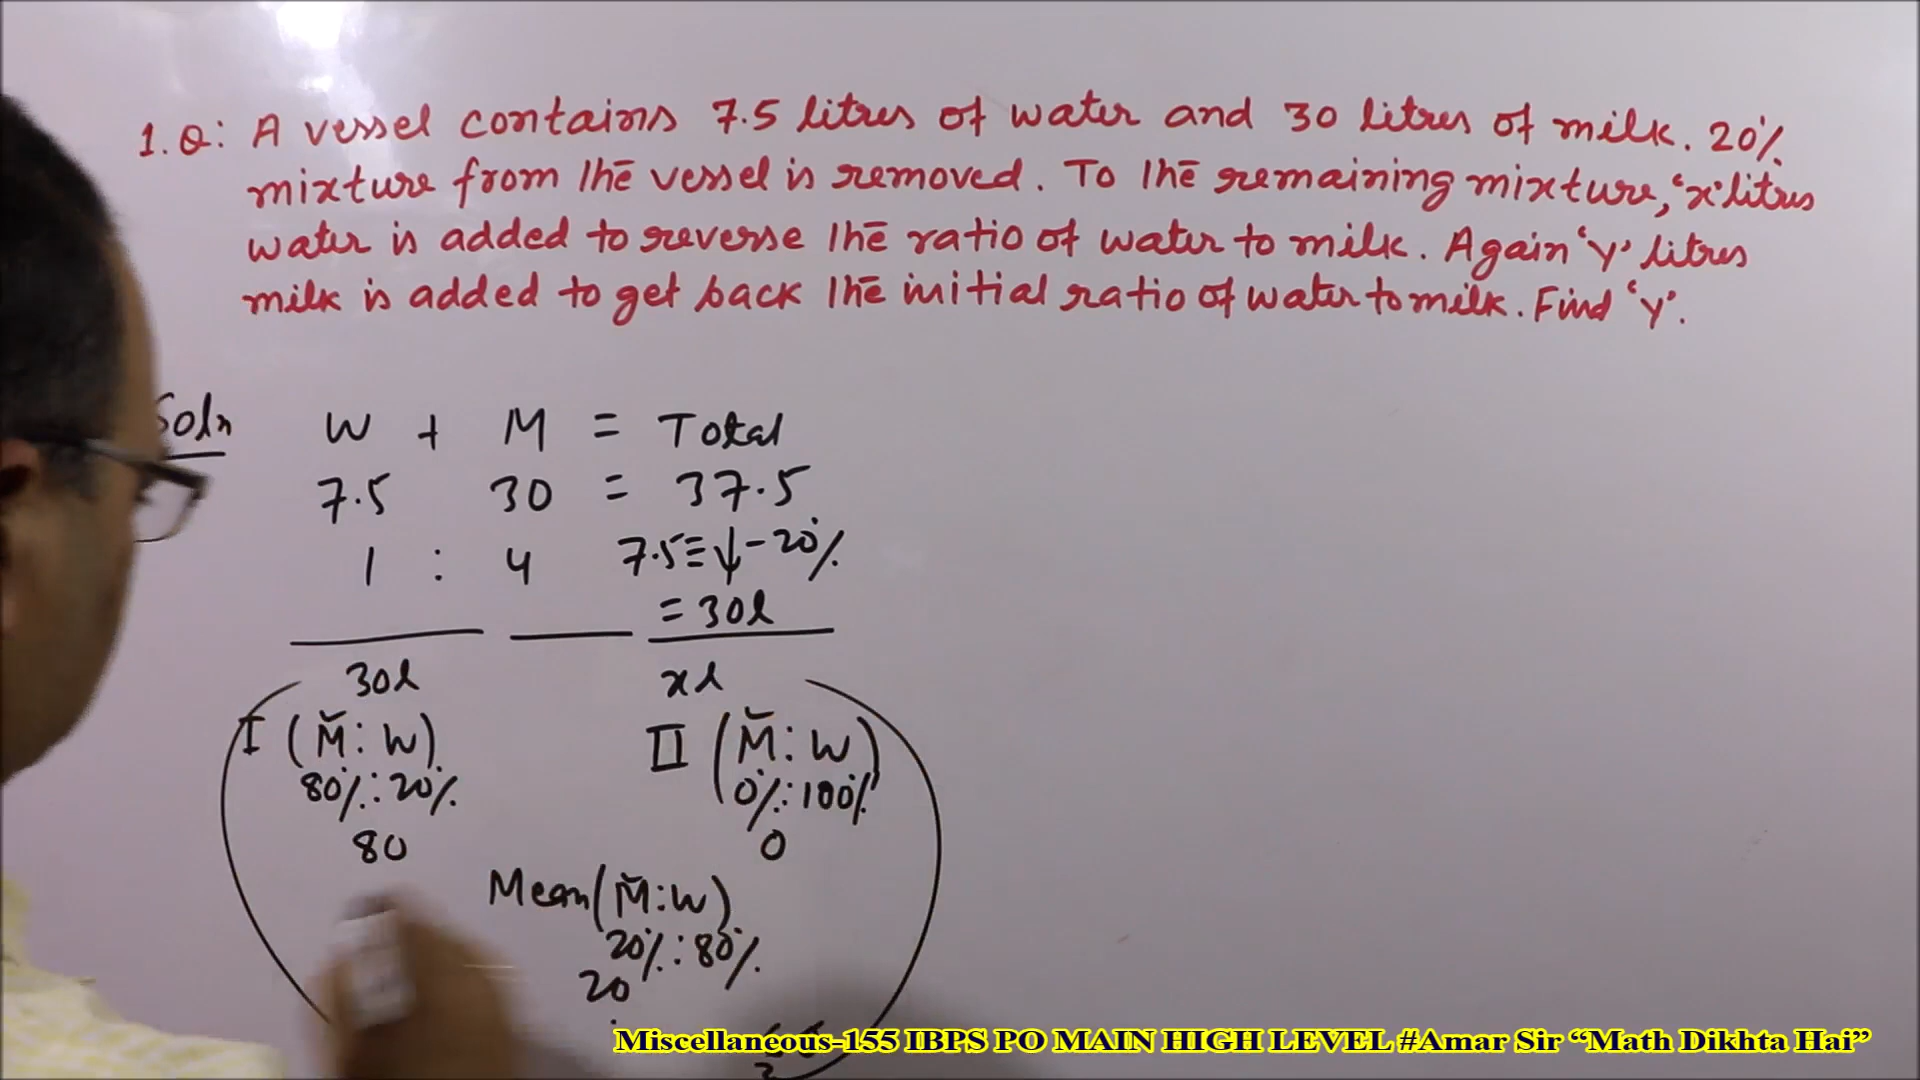 1. Q: A vessel contains 7.5 litres of water and 30 litres of milk. 20%
mixture from the vessel is removed. To the remaining mixture, 'x' litres
water is added to reverse the ratio of water to milk. Again 'y' litres
milk is added to get back the initial ratio of water to milk. Find 'y'.
Soln W + M = Total
7.5 30 = 37.5
1 : 4 7.5≡↓-20%
= 30l
30l xl
I (M̌ : W) II (M̌ : W)
80% : 20% 0% : 100%
80 0
Mean (M̌ : W)
20% : 80%
20
Miscellaneous-155 IBPS PO MAIN HIGH LEVEL #Amar Sir “Math Dikhta Hai”